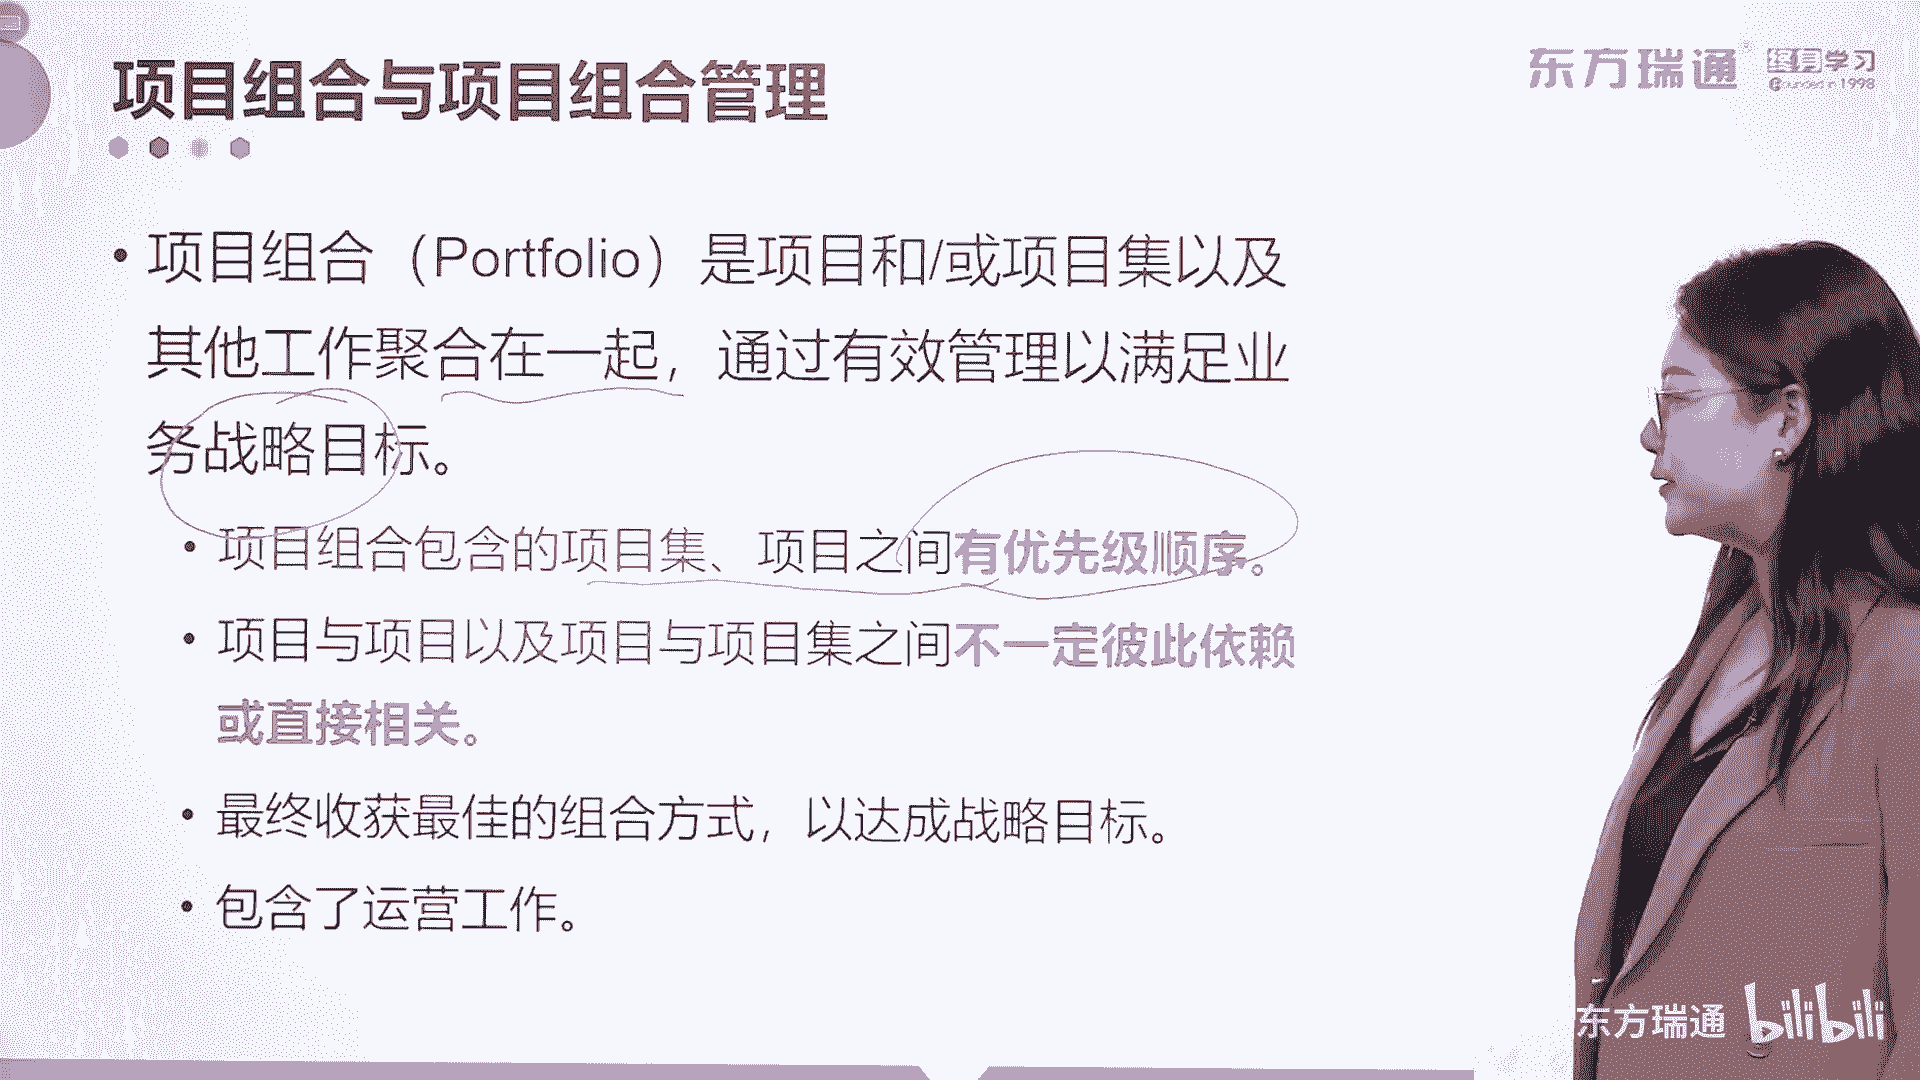 项目组合与项目组合管理
东方瑞通
终身学习
Founded in 1998
• 项目组合（Portfolio）是项目和/或项目集以及
其他工作聚合在一起，通过有效管理以满足业
务战略目标。
• 项目组合包含的项目集、项目之间有优先级顺序。
• 项目与项目以及项目与项目集之间不一定彼此依赖
或直接相关。
• 最终收获最佳的组合方式，以达成战略目标。
• 包含了运营工作。
东方瑞通 bilibili